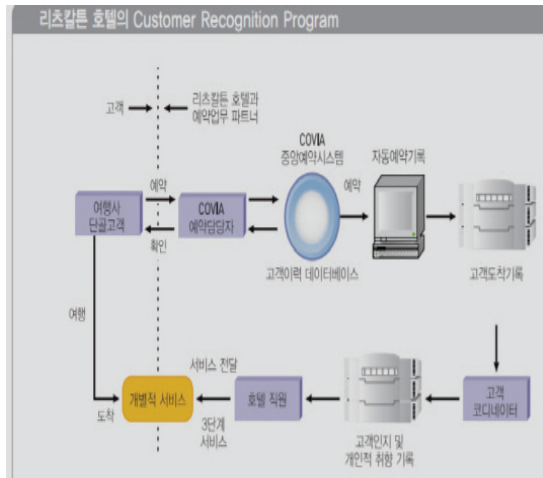 리츠칼튼 호텔의 Customer Recognition Program
고객
리츠칼튼 호텔과
예약업무 파트너
COVIA
중앙예약시스템
자동예약기록
예약
여행사
단골고객
COVIA
예약담당자
예약
확인
고객이력 데이터베이스
고객도착기록
여행
서비스 전달
개별적 서비스
호텔 직원
고객
코디네이터
도착
3단계
서비스
고객인지 및
개인적 취향 기록